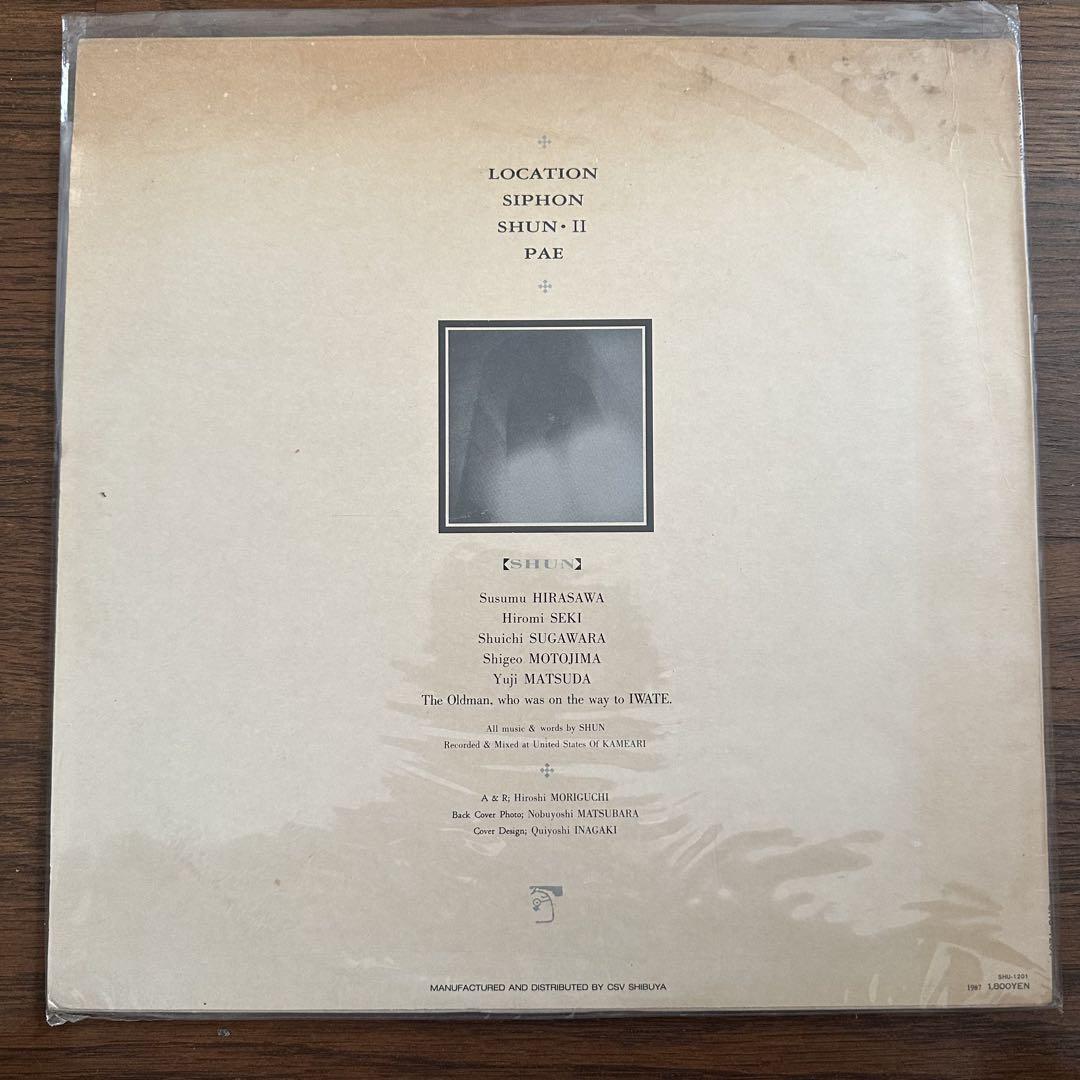 LOCATION
SIPHON
SHUN・II
PAE
【SHUN】
Susumu HIRASAWA
Hiromi SEKI
Shuichi SUGAWARA
Shigeo MOTOJIMA
Yuji MATSUDA
The Oldman, who was on the way to IWATE.
All music & words by SHUN
Recorded & Mixed at United States Of KAMEARI
A & R; Hiroshi MORIGUCHI
Back Cover Photo; Nobuyoshi MATSUBARA
Cover Design; Quiyoshi INAGAKI
MANUFACTURED AND DISTRIBUTED BY CSV SHIBUYA
SHU-1201
1987 1,800YEN